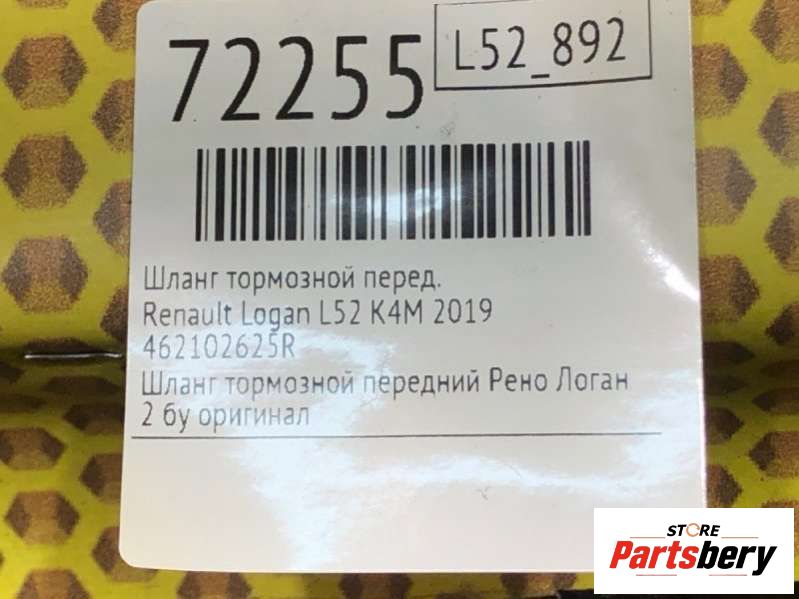 72255
L52_892
Шланг тормозной перед.
Renault Logan L52 K4M 2019
462102625R
Шланг тормозной передний Рено Логан
2 бу оригинал
STORE
Partsbery